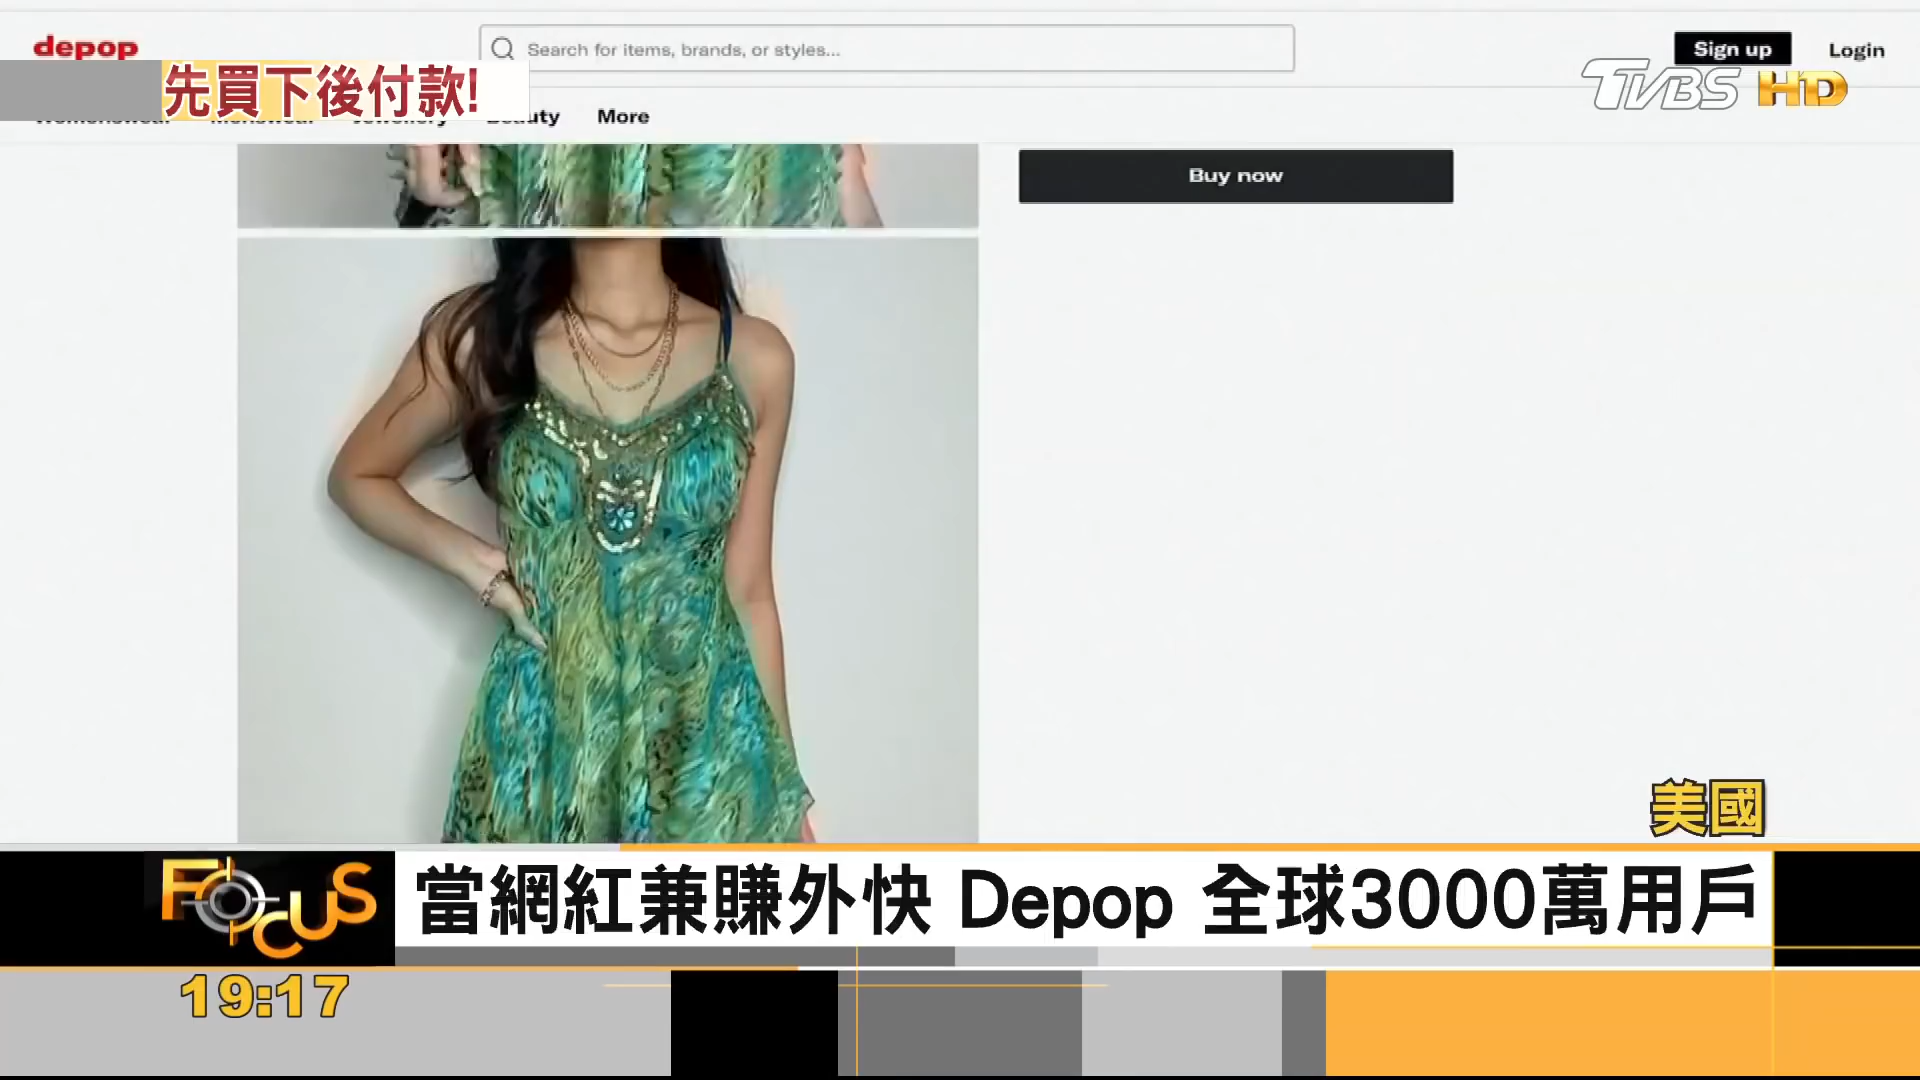 depop
Search for items, brands, or styles...
Sign up
Login
先買下後付款!
TVBS HD
More
Buy now
美國
FOCUS
當網紅兼賺外快 Depop 全球3000萬用戶
19:17